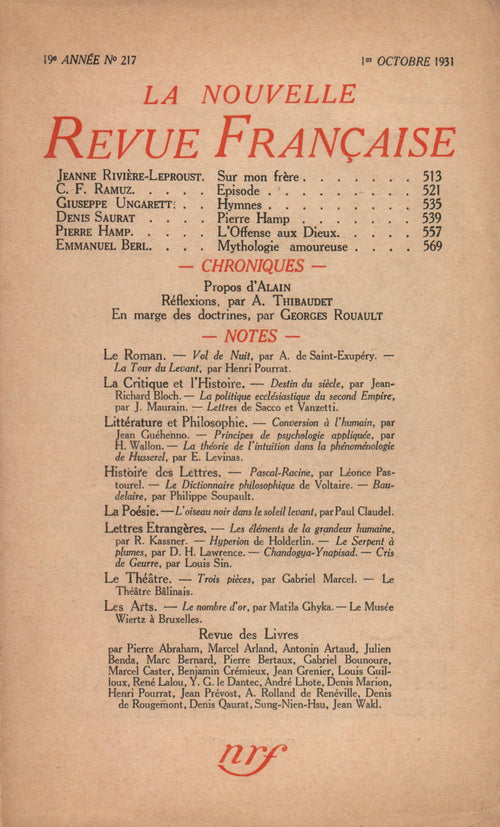 19e ANNÉE No 217 1er OCTOBRE 1931
LA NOUVELLE
REVUE FRANÇAISE
JEANNE RIVIÈRE-LEPROUST. Sur mon frère . . . . . . . 513
C. F. RAMUZ. . . . . Episode . . . . . . . . . 521
GIUSEPPE UNGARETT: . . Hymnes . . . . . . . . . 535
DENIS SAURAT . . . . Pierre Hamp . . . . . . . 539
PIERRE HAMP. . . . . L'Offense aux Dieux. . . . . 557
EMMANUEL BERL. . . . Mythologie amoureuse . . . . 569
— CHRONIQUES —
Propos d'ALAIN
Réflexions, par A. THIBAUDET
En marge des doctrines, par GEORGES ROUAULT
— NOTES —
Le Roman. — Vol de Nuit, par A. de Saint-Exupéry. —
La Tour du Levant, par Henri Pourrat.
La Critique et l'Histoire. — Destin du siècle, par Jean-
Richard Bloch. — La politique ecclésiastique du second Empire,
par J. Maurain. — Lettres de Sacco et Vanzetti.
Littérature et Philosophie. — Conversion à l'humain, par
Jean Guéhenno. — Principes de psychologie appliquée, par
H. Wallon. — La théorie de l'intuition dans la phénoménologie
de Husserel, par E. Levinas.
Histoire des Lettres. — Pascal-Racine, par Léonce Pas-
tourel. — Le Dictionnaire philosophique de Voltaire. — Bau-
delaire, par Philippe Soupault.
La Poésie. — L'oiseau noir dans le soleil levant, par Paul Claudel.
Lettres Etrangères. — Les éléments de la grandeur humaine,
par R. Kassner. — Hyperion de Holderlin. — Le Serpent à
plumes, par D. H. Lawrence. — Chandogya-Ynapisad. — Cris
de Geurre, par Louis Sin.
Le Théâtre. — Trois pièces, par Gabriel Marcel. — Le
Théâtre Bâlinais.
Les Arts. — Le nombre d'or, par Matila Ghyka. — Le Musée
Wiertz à Bruxelles.
Revue des Livres
par Pierre Abraham, Marcel Arland, Antonin Artaud, Julien
Benda, Marc Bernard, Pierre Bertaux, Gabriel Bounoure,
Marcel Caster, Benjamin Crémieux, Jean Grenier, Louis Guil-
loux, René Lalou, Y. G. le Dantec, André Lhote, Denis Marion,
Henri Pourrat, Jean Prévost, A. Rolland de Renéville, Denis
de Rougemont, Denis Qaurat, Sung-Nien-Hsu, Jean Wakl.
nrf